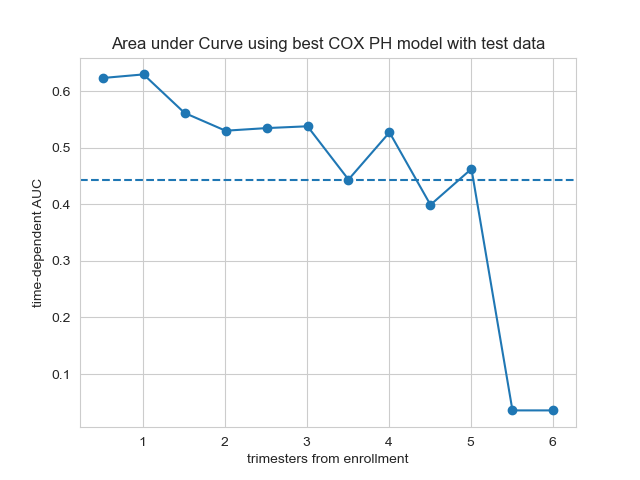 Area under Curve using best COX PH model with test data
time-dependent AUC
0.6
0.5
0.4
0.3
0.2
0.1
1 2 3 4 5 6
trimesters from enrollment